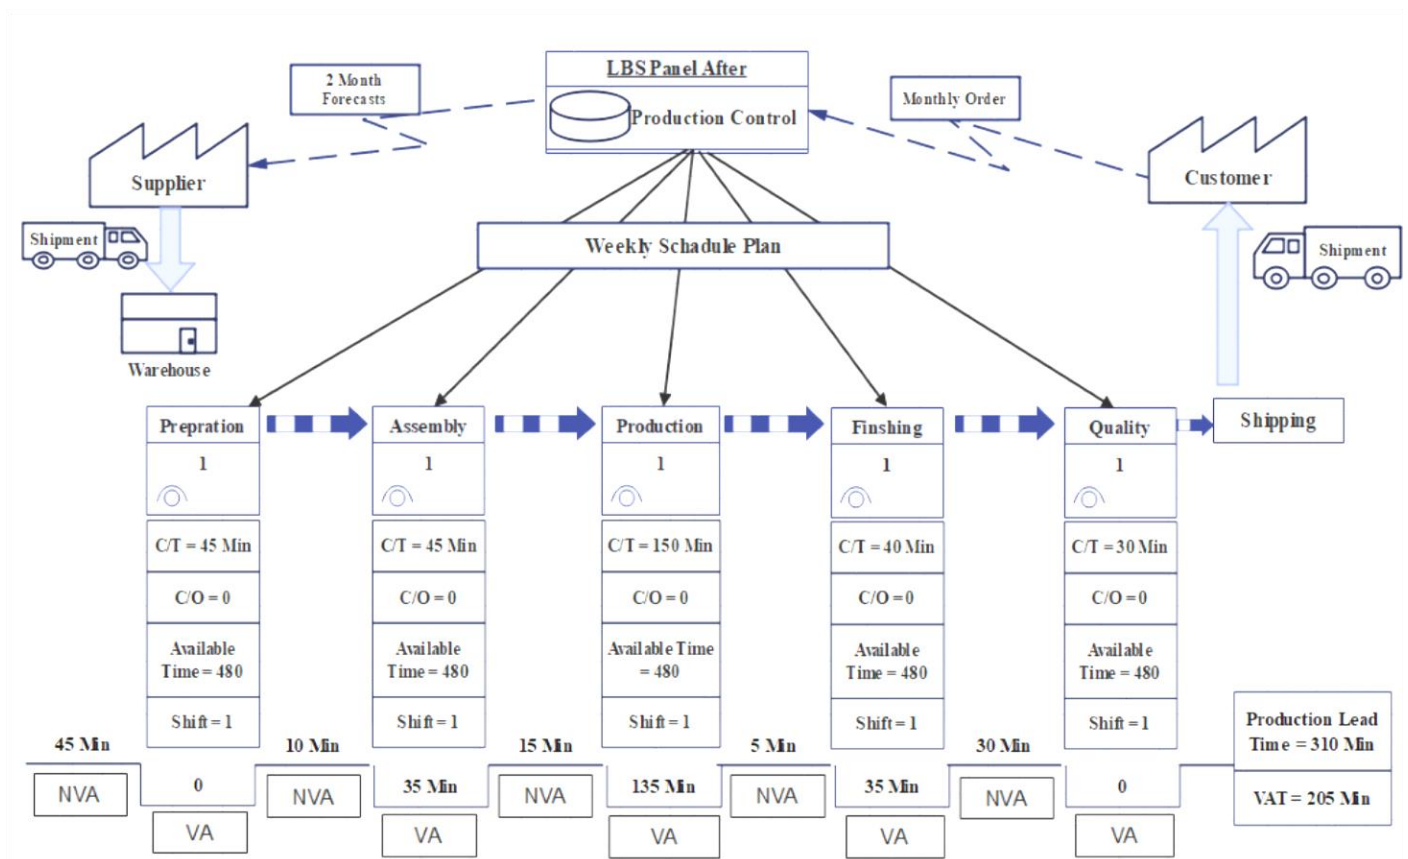 LBS Panel After
Production Control
2 Month
Forecasts
Monthly Order
Supplier
Customer
Shipment
Shipment
Weekly Schadule Plan
Warehouse
Prepration
Assembly
Production
Finshing
Quality
Shipping
1
1
1
1
1
C/T = 45 Min
C/T = 45 Min
C/T = 150 Min
C/T = 40 Min
C/T = 30 Min
C/O = 0
C/O = 0
C/O = 0
C/O = 0
C/O = 0
Available
Time = 480
Available
Time = 480
Available Time
= 480
Available
Time = 480
Available
Time = 480
Shift = 1
Shift = 1
Shift = 1
Shift = 1
Shift = 1
45 Min
10 Min
15 Min
5 Min
30 Min
Production Lead
Time = 310 Min
NVA
0
NVA
35 Min
NVA
135 Min
NVA
35 Min
NVA
0
VAT = 205 Min
VA
VA
VA
VA
VA